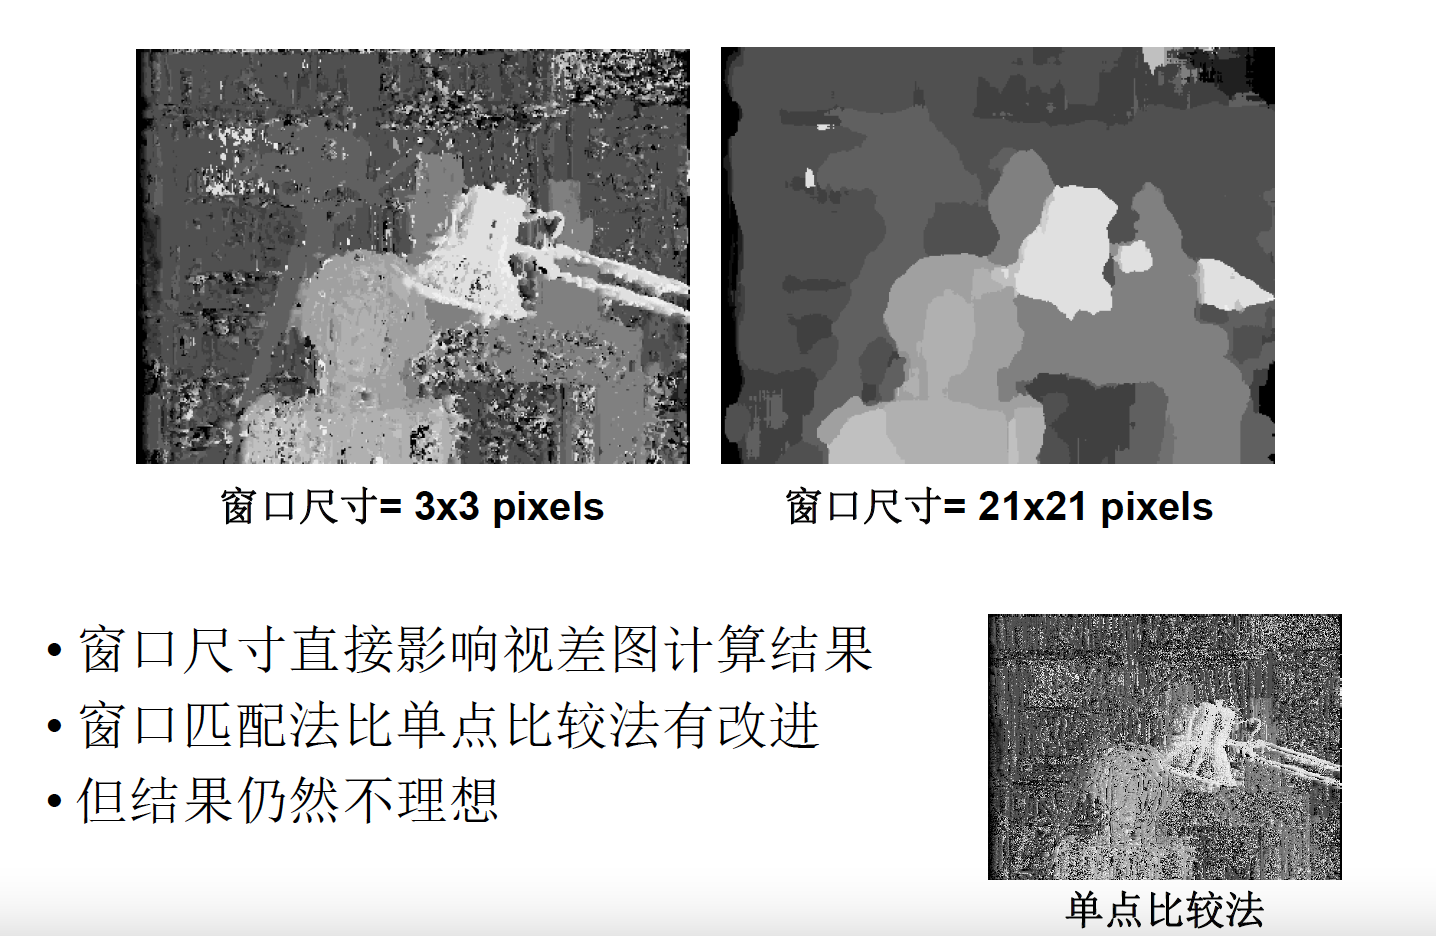 窗口尺寸= 3x3 pixels
窗口尺寸= 21x21 pixels
• 窗口尺寸直接影响视差图计算结果
• 窗口匹配法比单点比较法有改进
• 但结果仍然不理想
单点比较法